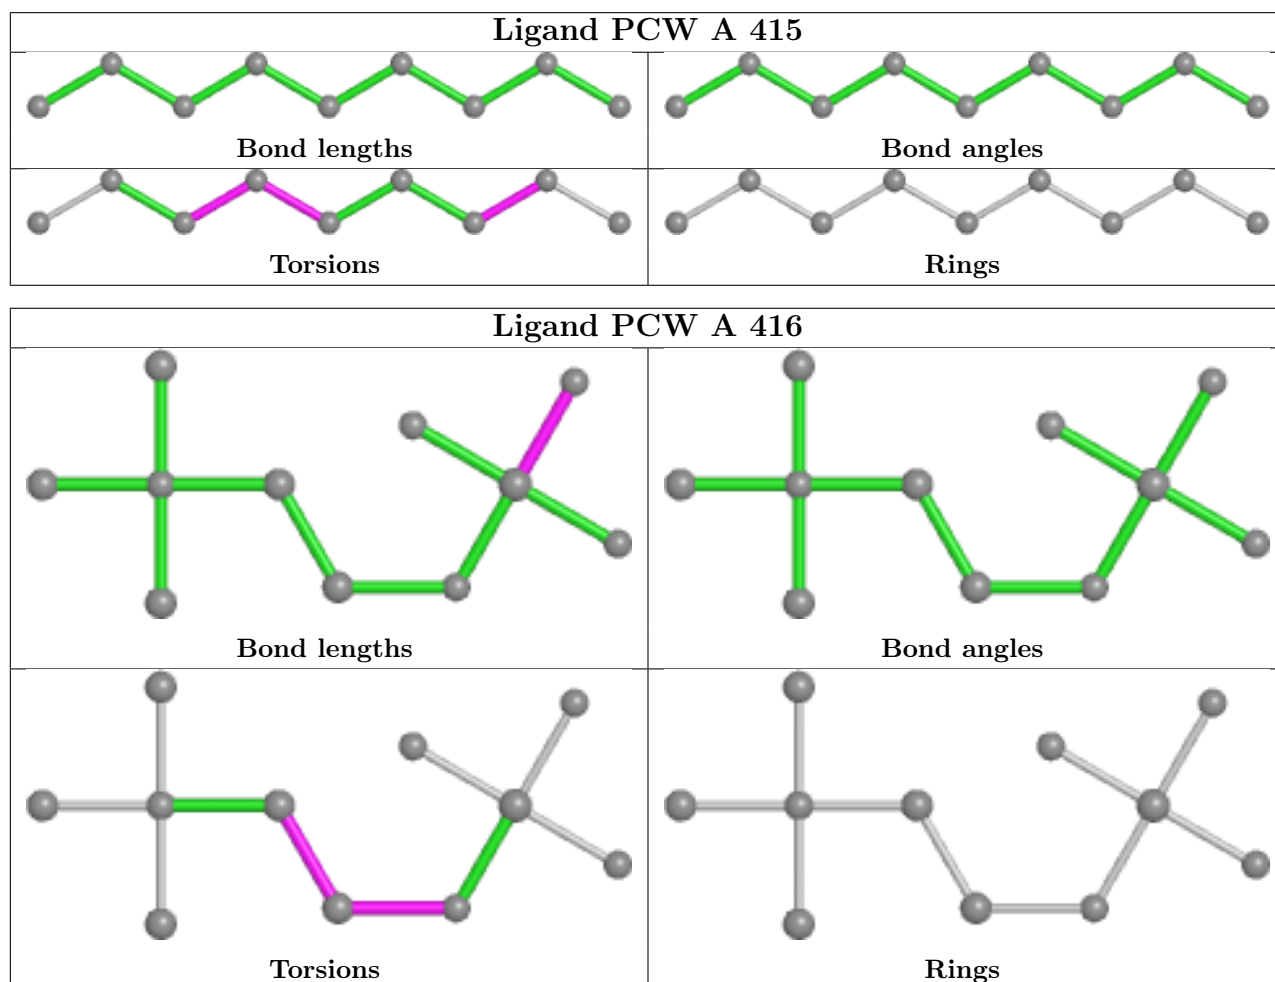 Ligand PCW A 415
Bond lengths
Bond angles
Torsions
Rings
Ligand PCW A 416
Bond lengths
Bond angles
Torsions
Rings